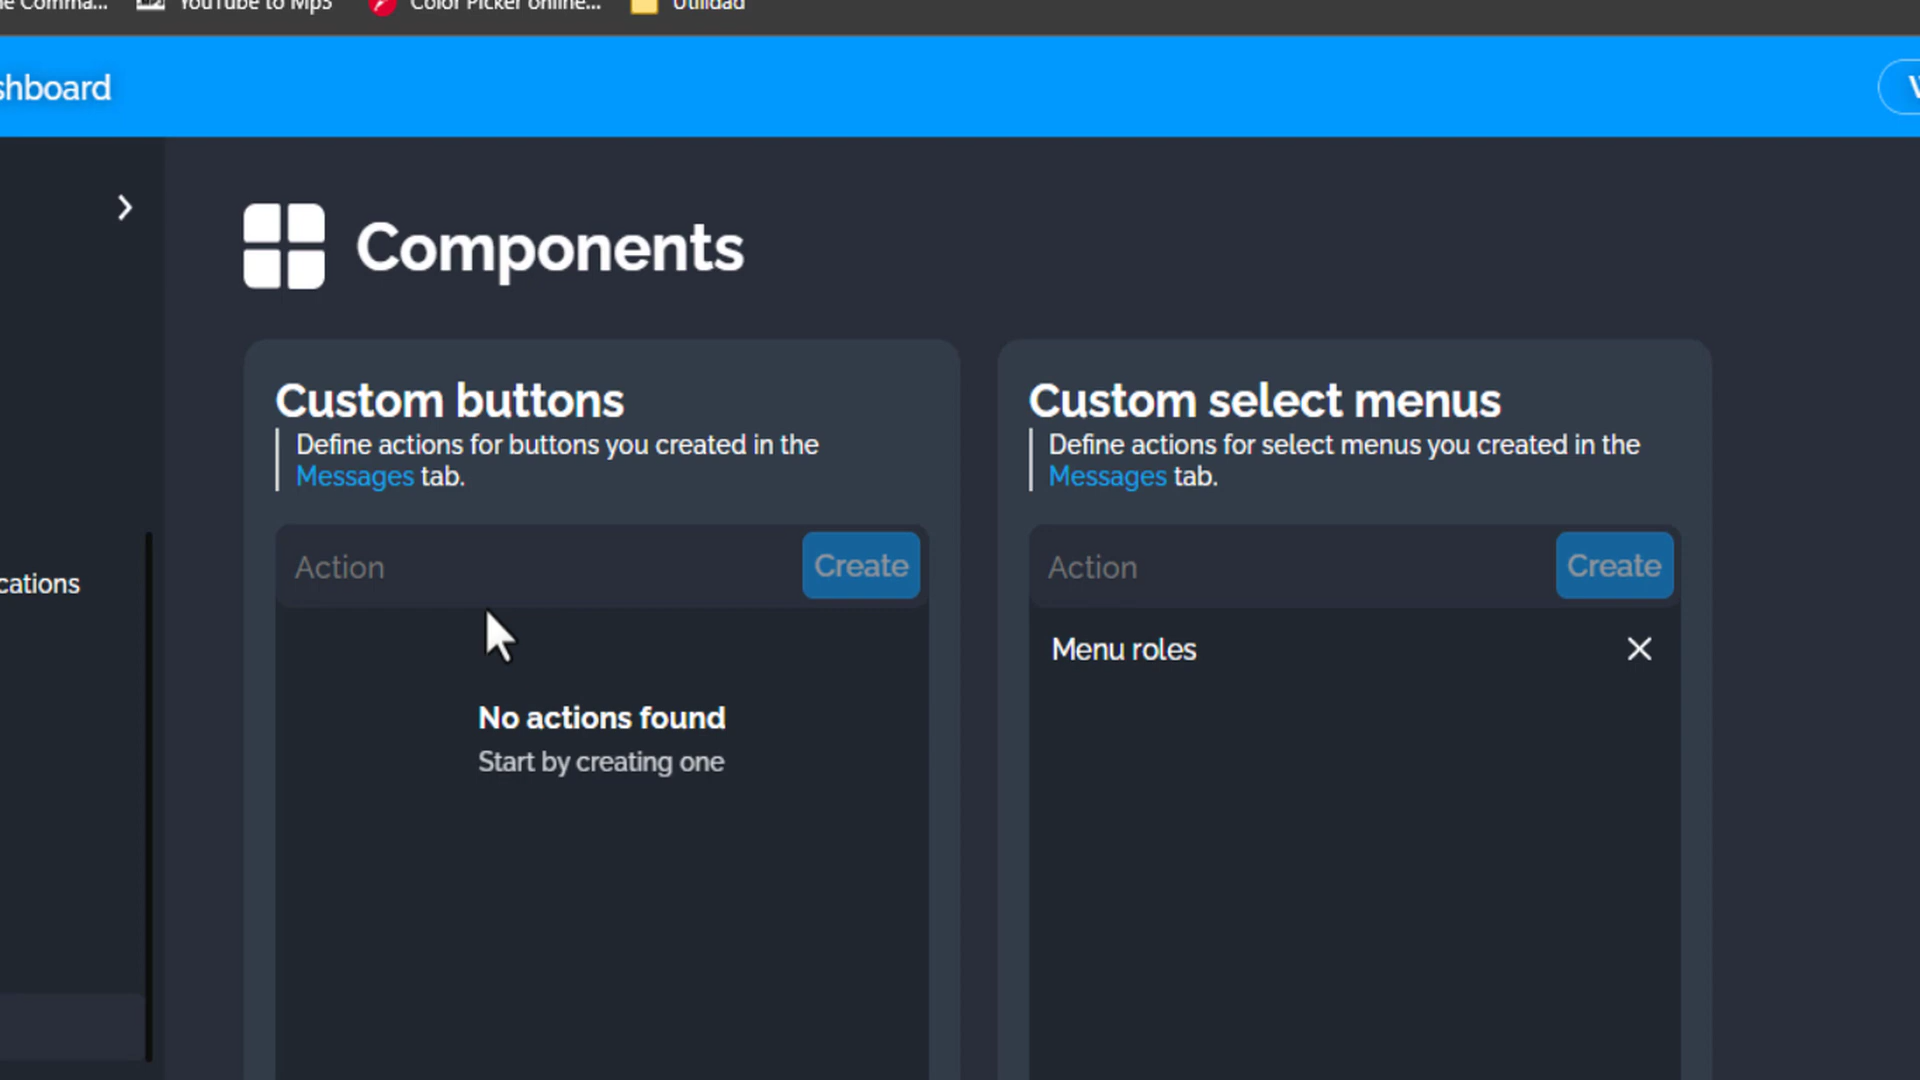 YouTube to Mp3
Color Picker online...
Utilidad
shboard
Components
Custom buttons
Define actions for buttons you created in the
Messages tab.
Action
Create
No actions found
Start by creating one
Custom select menus
Define actions for select menus you created in the
Messages tab.
Action
Create
Menu roles
cations